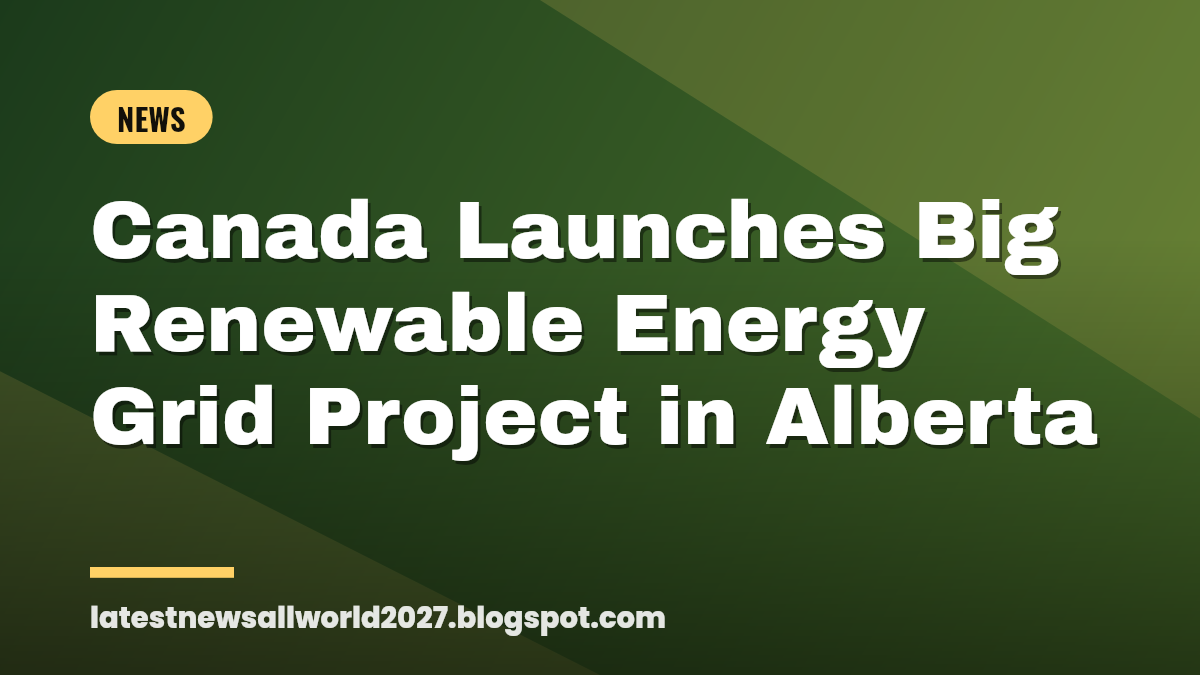 NEWS
Canada Launches Big
Renewable Energy
Grid Project in Alberta
latestnewsallworld2027.blogspot.com